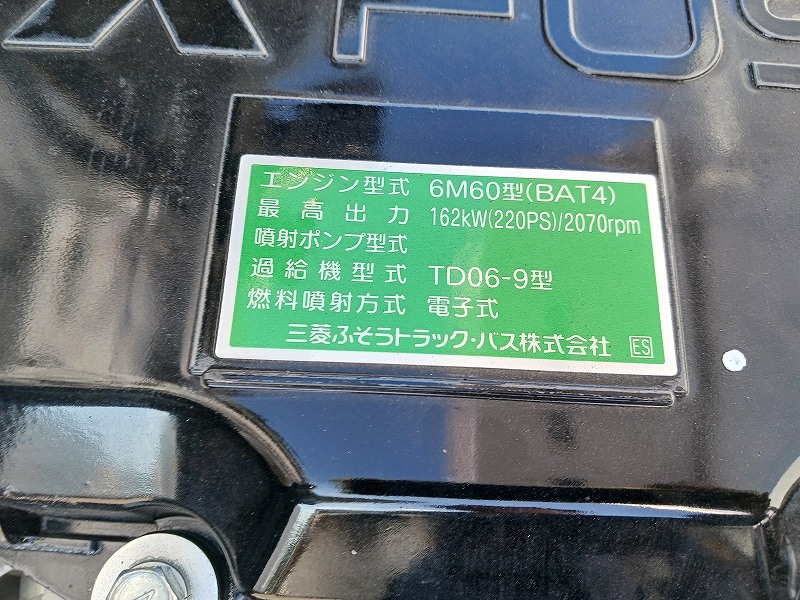 エンジン型式 6M60型(BAT4)
最高出力 162kW(220PS)/2070rpm
噴射ポンプ型式
過給機型式 TD06-9型
燃料噴射方式 電子式
三菱ふそうトラック・バス株式会社 ES